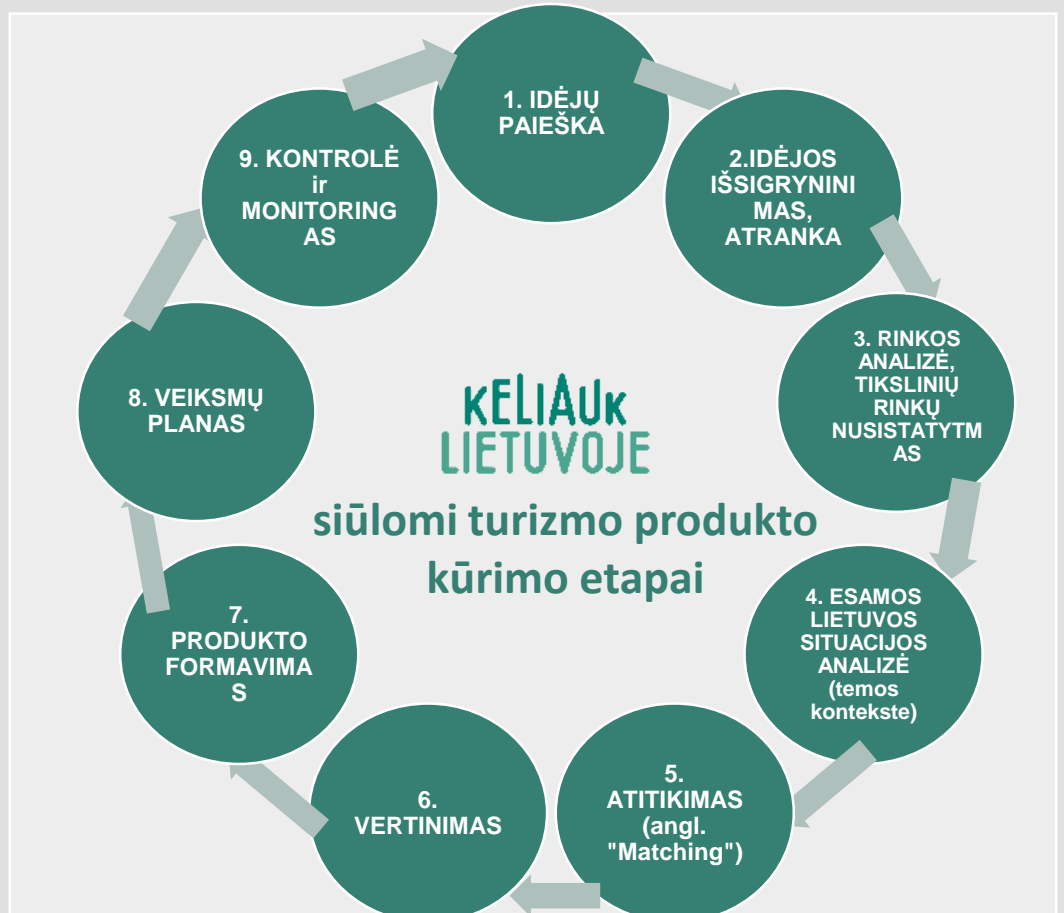 1. IDĖJŲ
PAIEŠKA
2.IDĖJOS
IŠSIGRYNINI
MAS,
ATRANKA
3. RINKOS
ANALIZĖ,
TIKSLINIŲ
RINKŲ
NUSISTATYTM
AS
4. ESAMOS
LIETUVOS
SITUACIJOS
ANALIZĖ
(temos
kontekste)
5.
ATITIKIMAS
(angl.
"Matching")
6.
VERTINIMAS
7.
PRODUKTO
FORMAVIMA
S
8. VEIKSMŲ
PLANAS
9. KONTROLĖ
ir
MONITORING
AS
KELIAUK
LIETUVOJE
siūlomi turizmo produkto
kūrimo etapai